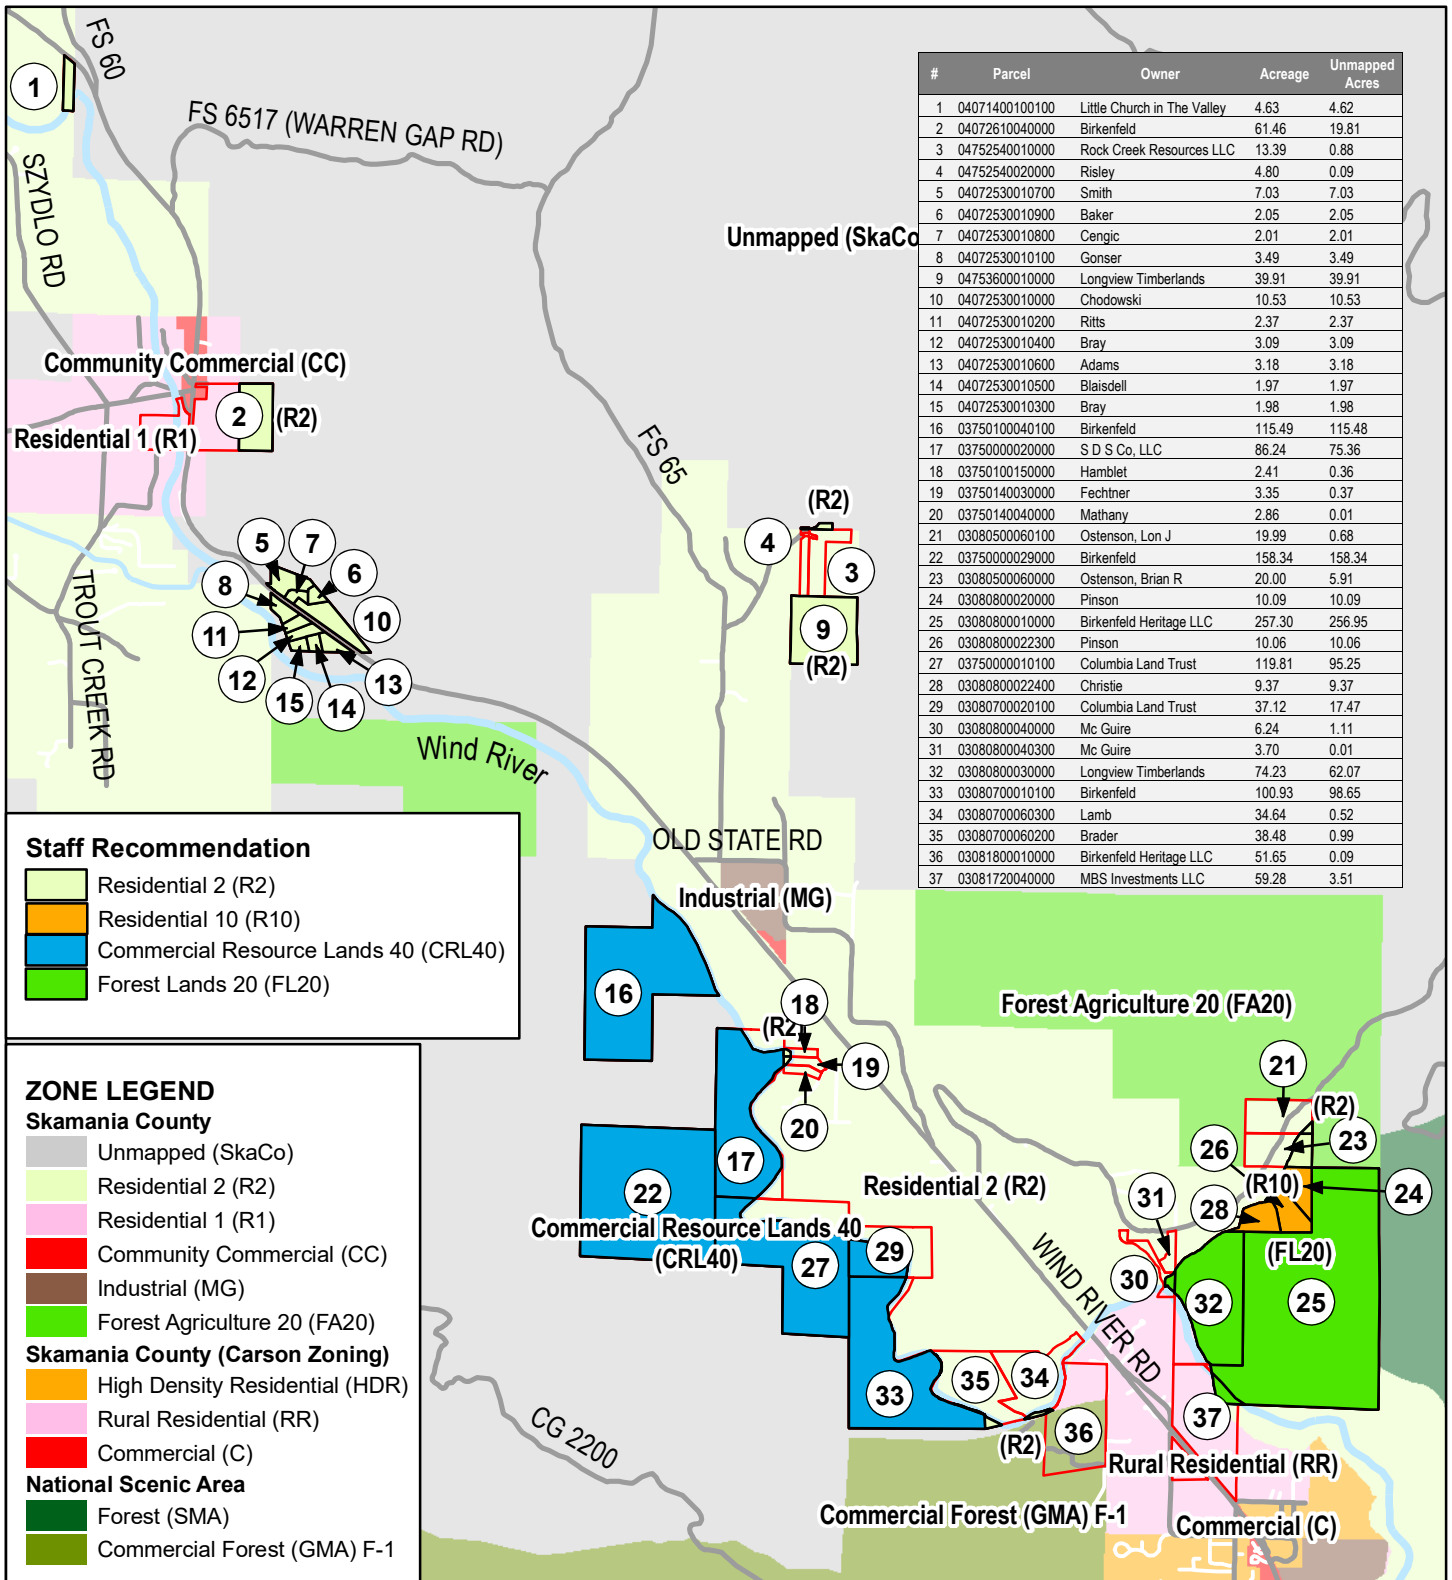 FS 60
1
FS 6517 (WARREN GAP RD)
SZYDLO RD
Unmapped (SkaCo
# Parcel Owner Acreage Unmapped Acres
1 04071400100100 Little Church in The Valley 4.63 4.62
2 04072610040000 Birkenfeld 61.46 19.81
3 04752540010000 Rock Creek Resources LLC 13.39 0.88
4 04752540020000 Risley 4.80 0.09
5 04072530010700 Smith 7.03 7.03
6 04072530010900 Baker 2.05 2.05
7 04072530010800 Cengic 2.01 2.01
8 04072530010100 Gonser 3.49 3.49
9 04753600010000 Longview Timberlands 39.91 39.91
10 04072530010000 Chodowski 10.53 10.53
11 04072530010200 Ritts 2.37 2.37
12 04072530010400 Bray 3.09 3.09
13 04072530010600 Adams 3.18 3.18
14 04072530010500 Blaisdell 1.97 1.97
15 04072530010300 Bray 1.98 1.98
16 03750100040100 Birkenfeld 115.49 115.48
17 03750000020000 S D S Co, LLC 86.24 75.36
18 03750100150000 Hamblet 2.41 0.36
19 03750140030000 Fechtner 3.35 0.37
20 03750140040000 Mathany 2.86 0.01
21 03080500060100 Ostenson, Lon J 19.99 0.68
22 03750000029000 Birkenfeld 158.34 158.34
23 03080500060000 Ostenson, Brian R 20.00 5.91
24 03080800020000 Pinson 10.09 10.09
25 03080800010000 Birkenfeld Heritage LLC 257.30 256.95
26 03080800022300 Pinson 10.06 10.06
27 03750000010100 Columbia Land Trust 119.81 95.25
28 03080800022400 Christie 9.37 9.37
29 03080700020100 Columbia Land Trust 37.12 17.47
30 03080800040000 Mc Guire 6.24 1.11
31 03080800040300 Mc Guire 3.70 0.01
32 03080800030000 Longview Timberlands 74.23 62.07
33 03080700010100 Birkenfeld 100.93 98.65
34 03080700060300 Lamb 34.64 0.52
35 03080700060200 Brader 38.48 0.99
36 03081800010000 Birkenfeld Heritage LLC 51.65 0.09
37 03081720040000 MBS Investments LLC 59.28 3.51
Community Commercial (CC)
2 (R2)
Residential 1 (R1)
FS 65
(R2)
4
3
5
7
6
8
10
9
11
(R2)
12
13
15
14
TROUT CREEK RD
Wind River
OLD STATE RD
Industrial (MG)
Staff Recommendation
Residential 2 (R2)
Residential 10 (R10)
Commercial Resource Lands 40 (CRL40)
Forest Lands 20 (FL20)
16
18
(R2)
19
20
17
Forest Agriculture 20 (FA20)
21
(R2)
23
26
(R10)
24
28
(FL20)
31
22
Residential 2 (R2)
Commercial Resource Lands 40
(CRL40)
29
27
30
32
25
WIND RIVER RD
35
34
33
37
36
(R2)
CG 2200
Rural Residential (RR)
Commercial Forest (GMA) F-1
Commercial (C)
ZONE LEGEND
Skamania County
Unmapped (SkaCo)
Residential 2 (R2)
Residential 1 (R1)
Community Commercial (CC)
Industrial (MG)
Forest Agriculture 20 (FA20)
Skamania County (Carson Zoning)
High Density Residential (HDR)
Rural Residential (RR)
Commercial (C)
National Scenic Area
Forest (SMA)
Commercial Forest (GMA) F-1